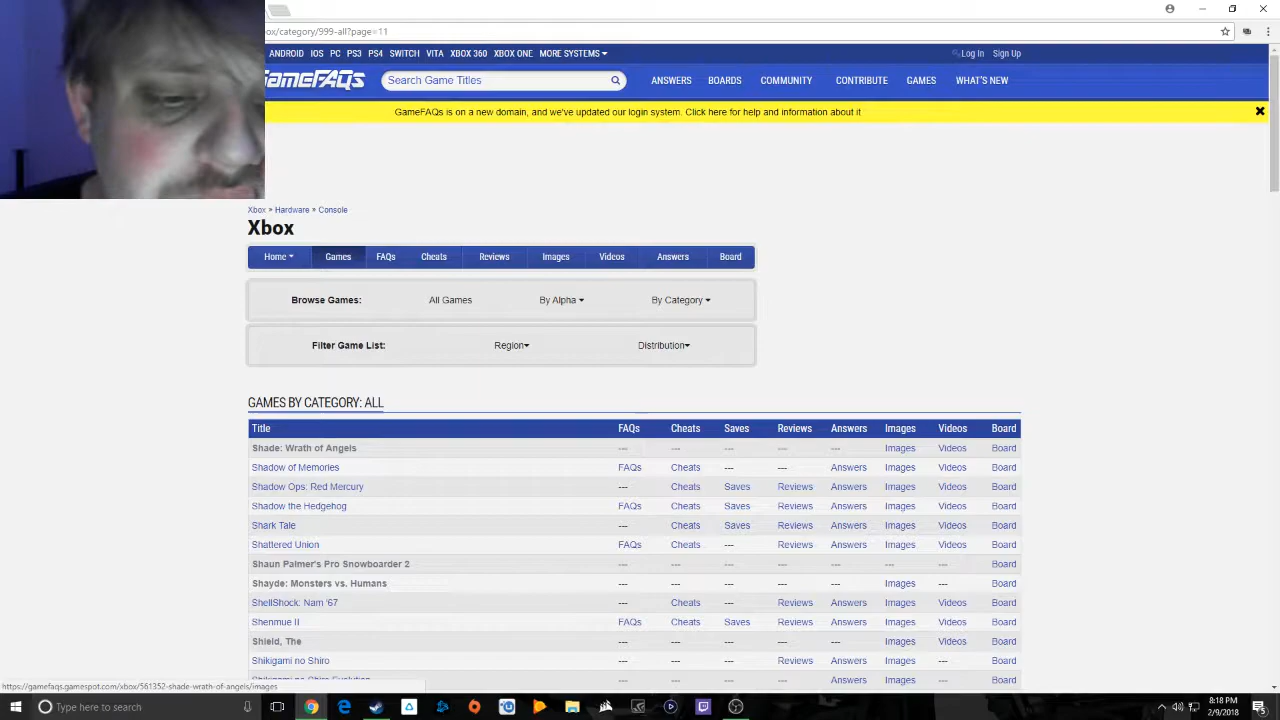 ox/category/999-all?page=11
ANDROID IOS PC PS3 PS4 SWITCH VITA XBOX 360 XBOX ONE MORE SYSTEMS Log In Sign Up
GameFAQs Search Game Titles ANSWERS BOARDS COMMUNITY CONTRIBUTE GAMES WHAT'S NEW
GameFAQs is on a new domain, and we've updated our login system. Click here for help and information about it
Xbox » Hardware » Console
Xbox
Home Games FAQs Cheats Reviews Images Videos Answers Board
Browse Games: All Games By Alpha By Category
Filter Game List: Region Distribution
GAMES BY CATEGORY: ALL
Title FAQs Cheats Saves Reviews Answers Images Videos Board
Shade: Wrath of Angels --- --- --- --- --- Images Videos Board
Shadow of Memories FAQs Cheats --- --- Answers Images Videos Board
Shadow Ops: Red Mercury --- Cheats Saves Reviews Answers Images Videos Board
Shadow the Hedgehog FAQs Cheats Saves Reviews Answers Images Videos Board
Shark Tale --- Cheats Saves Reviews Answers Images Videos Board
Shattered Union FAQs Cheats --- Reviews Answers Images Videos Board
Shaun Palmer's Pro Snowboarder 2 --- --- --- --- --- --- --- Board
Shayde: Monsters vs. Humans --- --- --- --- --- Images --- Board
ShellShock: Nam '67 --- Cheats --- Reviews Answers Images Videos Board
Shenmue II FAQs Cheats Saves Reviews Answers Images Videos Board
Shield, The --- --- --- --- --- Images Videos Board
Shikigami no Shiro --- --- --- Reviews Answers Images --- Board
Shikigami no Shiro Evolution --- --- --- --- Answers Images Videos Board
https://gamefaqs.gamespot.com/xbox/561352-shade-wrath-of-angels/images
Type here to search 8:18 PM
2/9/2018